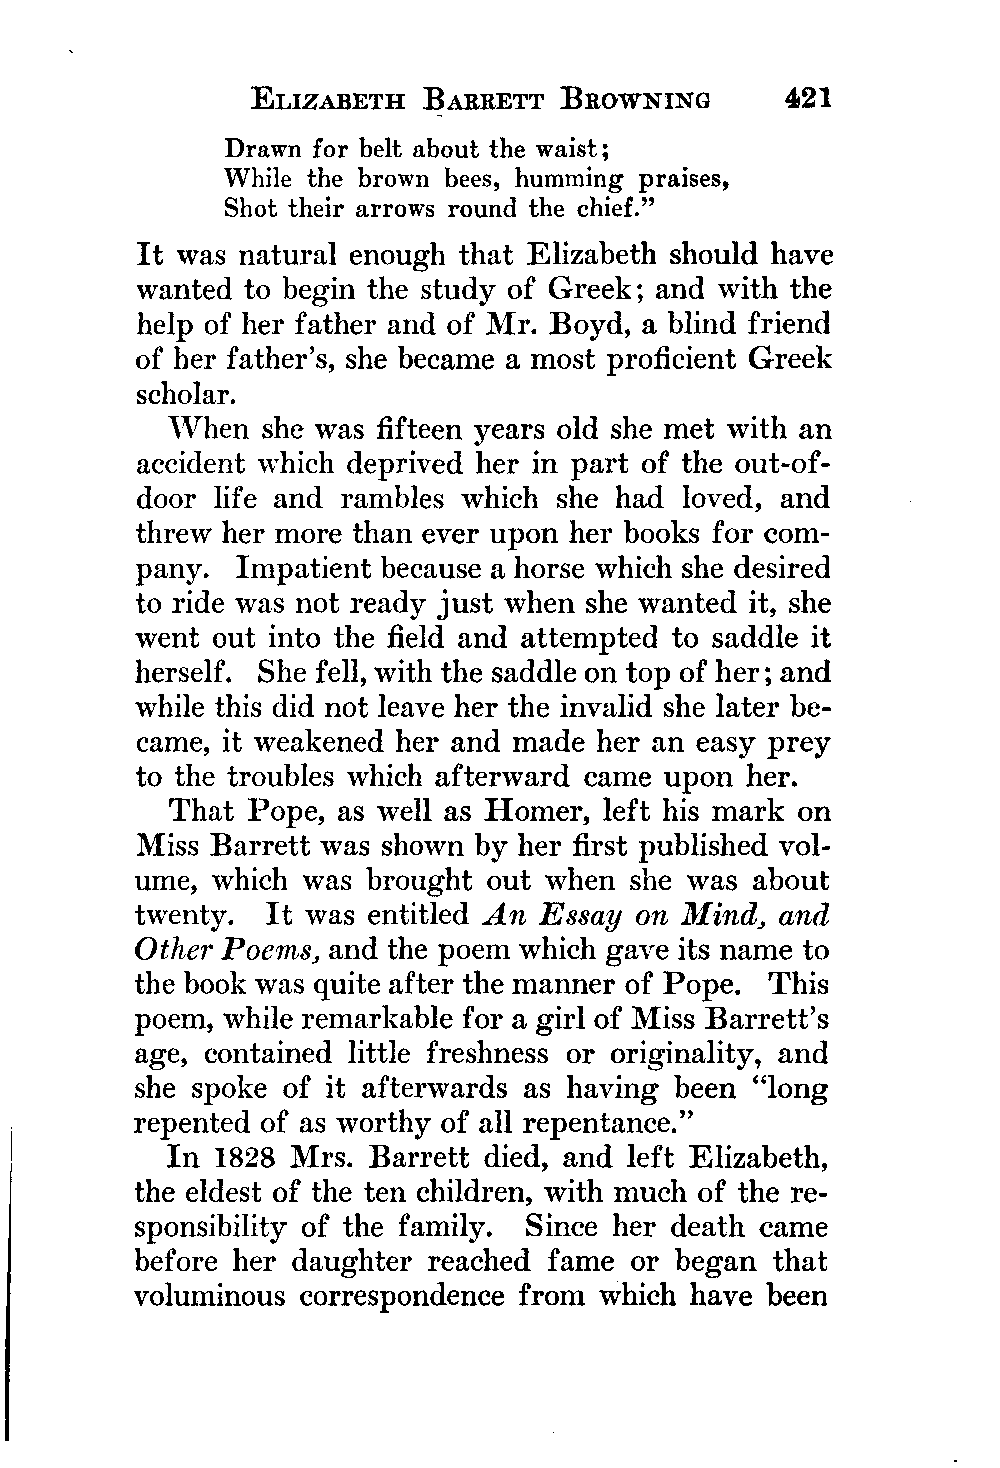 ELIZABETH BARRETT BROWNING 421
Drawn for belt about the waist;
While the brown bees, humming praises,
Shot their arrows round the chief.”
It was natural enough that Elizabeth should have
wanted to begin the study of Greek; and with the
help of her father and of Mr. Boyd, a blind friend
of her father’s, she became a most proficient Greek
scholar.
When she was fifteen years old she met with an
accident which deprived her in part of the out-of-
door life and rambles which she had loved, and
threw her more than ever upon her books for com-
pany. Impatient because a horse which she desired
to ride was not ready just when she wanted it, she
went out into the field and attempted to saddle it
herself. She fell, with the saddle on top of her; and
while this did not leave her the invalid she later be-
came, it weakened her and made her an easy prey
to the troubles which afterward came upon her.
That Pope, as well as Homer, left his mark on
Miss Barrett was shown by her first published vol-
ume, which was brought out when she was about
twenty. It was entitled An Essay on Mind, and
Other Poems, and the poem which gave its name to
the book was quite after the manner of Pope. This
poem, while remarkable for a girl of Miss Barrett’s
age, contained little freshness or originality, and
she spoke of it afterwards as having been “long
repented of as worthy of all repentance.”
In 1828 Mrs. Barrett died, and left Elizabeth,
the eldest of the ten children, with much of the re-
sponsibility of the family. Since her death came
before her daughter reached fame or began that
voluminous correspondence from which have been